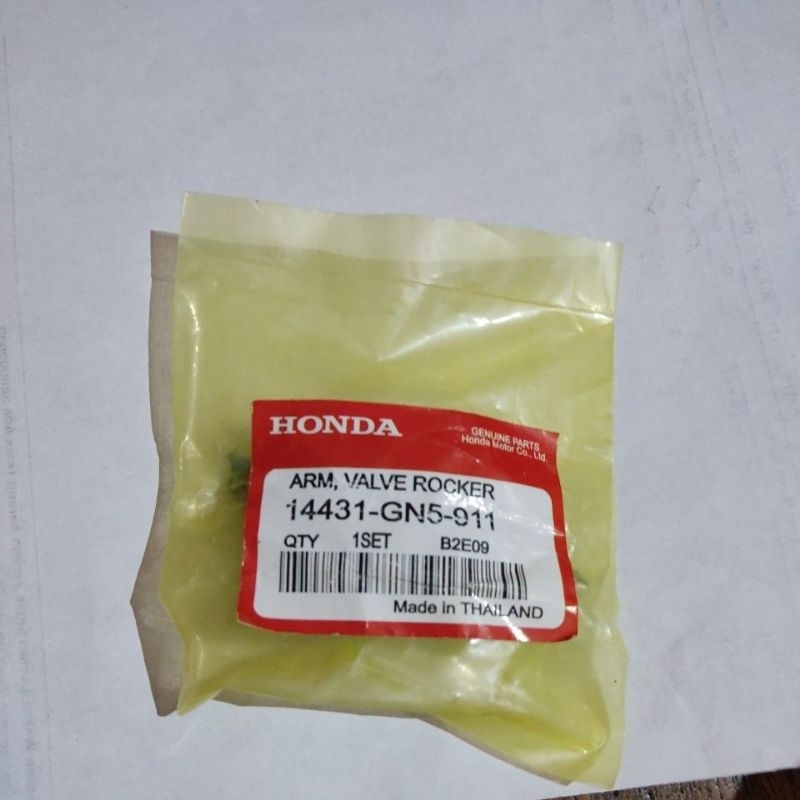 HONDA
GENUINE PARTS
Honda Motor Co., Ltd.
ARM, VALVE ROCKER
14431-GN5-911
QTY 1SET B2E09
Made in THAILAND